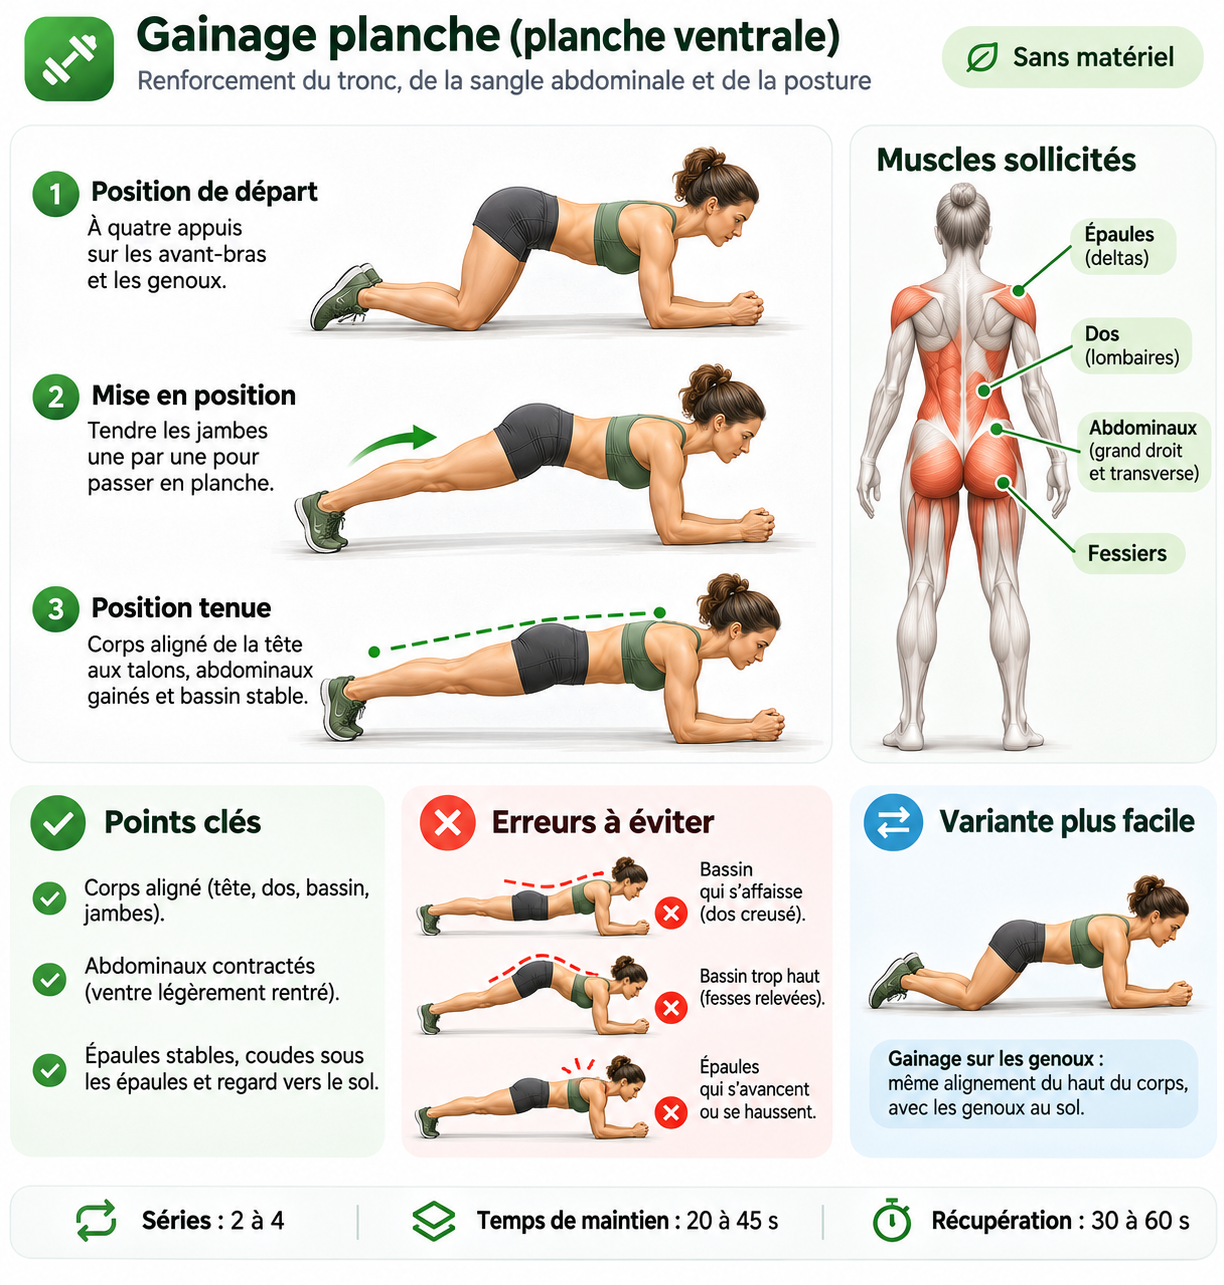 Gainage planche (planche ventrale)
Renforcement du tronc, de la sangle abdominale et de la posture
Sans matériel
1 Position de départ
À quatre appuis
sur les avant-bras
et les genoux.
2 Mise en position
Tendre les jambes
une par une pour
passer en planche.
3 Position tenue
Corps aligné de la tête
aux talons, abdominaux
gainés et bassin stable.
Muscles sollicités
Épaules
(deltas)
Dos
(lombaires)
Abdominaux
(grand droit
et transverse)
Fessiers
Points clés
Corps aligné (tête, dos, bassin,
jambes).
Abdominaux contractés
(ventre légèrement rentré).
Épaules stables, coudes sous
les épaules et regard vers le sol.
Erreurs à éviter
Bassin
qui s'affaisse
(dos creusé).
Bassin trop haut
(fesses relevées).
Épaules
qui s'avancent
ou se haussent.
Variante plus facile
Gainage sur les genoux :
même alignement du haut du corps,
avec les genoux au sol.
Séries : 2 à 4
Temps de maintien : 20 à 45 s
Récupération : 30 à 60 s